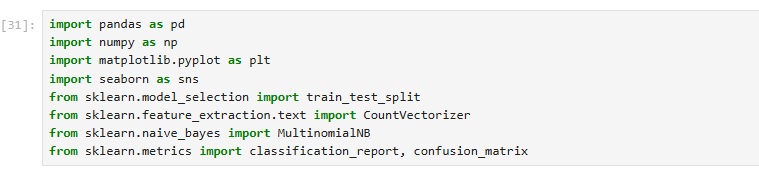 [31]:
import pandas as pd
import numpy as np
import matplotlib.pyplot as plt
import seaborn as sns
from sklearn.model_selection import train_test_split
from sklearn.feature_extraction.text import CountVectorizer
from sklearn.naive_bayes import MultinomialNB
from sklearn.metrics import classification_report, confusion_matrix